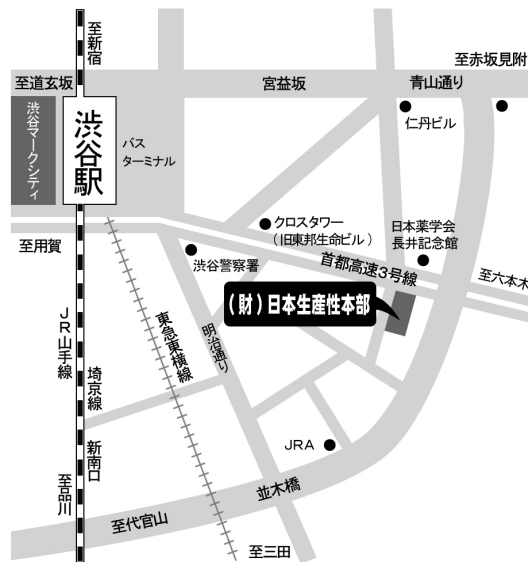 至新宿
至赤坂見附
至道玄坂
宮益坂
青山通り
渋谷マークシティ
渋谷駅
バス
ターミナル
仁丹ビル
クロスタワー
(旧東邦生命ビル)
日本薬学会
長井記念館
至用賀
渋谷警察署
首都高速3号線
至六本木
(財)日本生産性本部
JR山手線
埼京線
新南口
至品川
東急東横線
明治通り
JRA
並木橋
至代官山
至三田